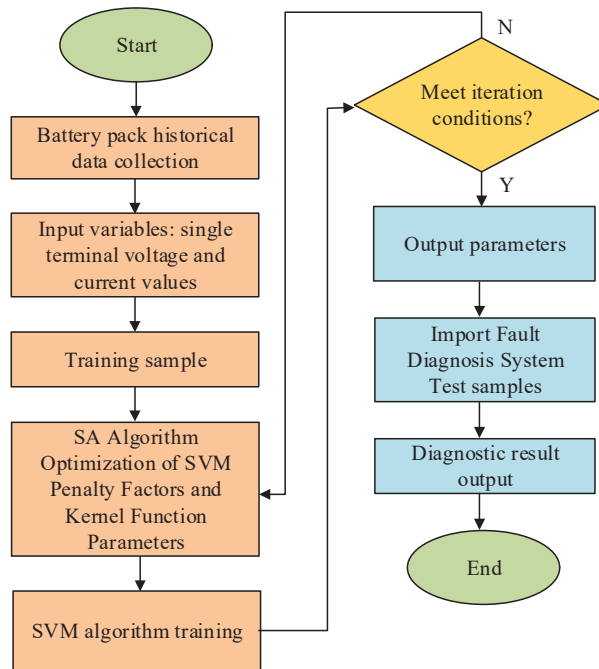 Start
Battery pack historical
data collection
Input variables: single
terminal voltage and
current values
Training sample
SA Algorithm
Optimization of SVM
Penalty Factors and
Kernel Function
Parameters
SVM algorithm training
N
Meet iteration
conditions?
Y
Output parameters
Import Fault
Diagnosis System
Test samples
Diagnostic result
output
End